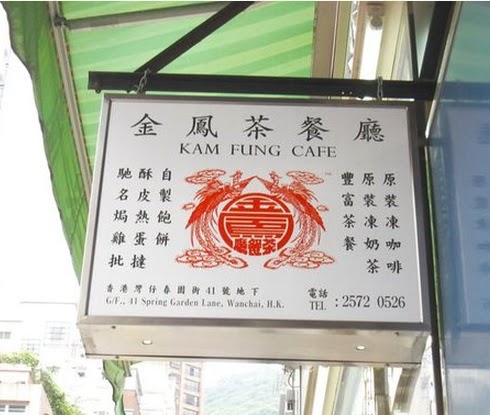 金鳳茶餐廳
KAM FUNG CAFE
原裝凍咖啡
原裝凍奶茶
豐富茶餐
自製飽餅
酥皮熱蛋撻
馳名焗雞批
香港灣仔春園街41號地下
G/F., 41 Spring Garden Lane, Wanchai, H.K.
電話
TEL : 2572 0526